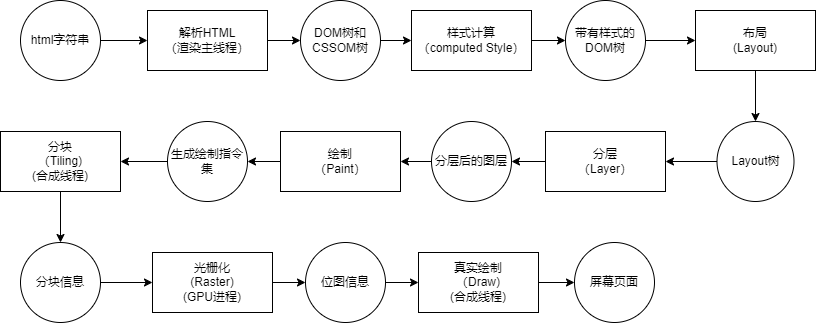 html字符串
解析HTML
(渲染主线程)
DOM树和
CSSOM树
样式计算
(computed Style)
带有样式的
DOM树
布局
(Layout)
分块
(Tiling)
(合成线程)
生成绘制指令
集
绘制
(Paint)
分层后的图层
分层
(Layer)
Layout树
分块信息
光栅化
(Raster)
(GPU进程)
位图信息
真实绘制
(Draw)
(合成线程)
屏幕页面